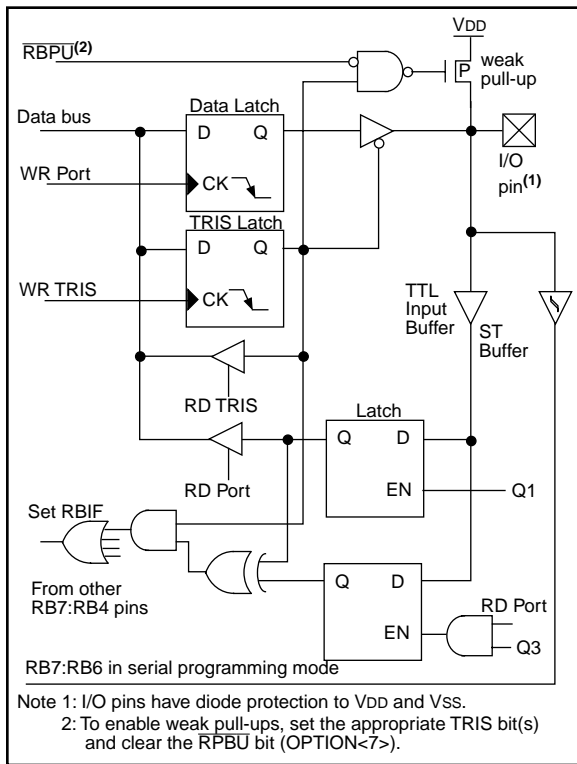 VDD
RBPU(2)
weak
pull-up
P
Data Latch
Data bus
D Q
I/O
pin(1)
WR Port
CK
TRIS Latch
D Q
WR TRIS
CK
TTL
Input
Buffer
ST
Buffer
RD TRIS
Latch
Q D
RD Port
EN
Q1
Set RBIF
Q D
From other
RB7:RB4 pins
RD Port
EN
Q3
RB7:RB6 in serial programming mode
Note 1: I/O pins have diode protection to VDD and VSS.
2: To enable weak pull-ups, set the appropriate TRIS bit(s)
and clear the RPBU bit (OPTION<7>).